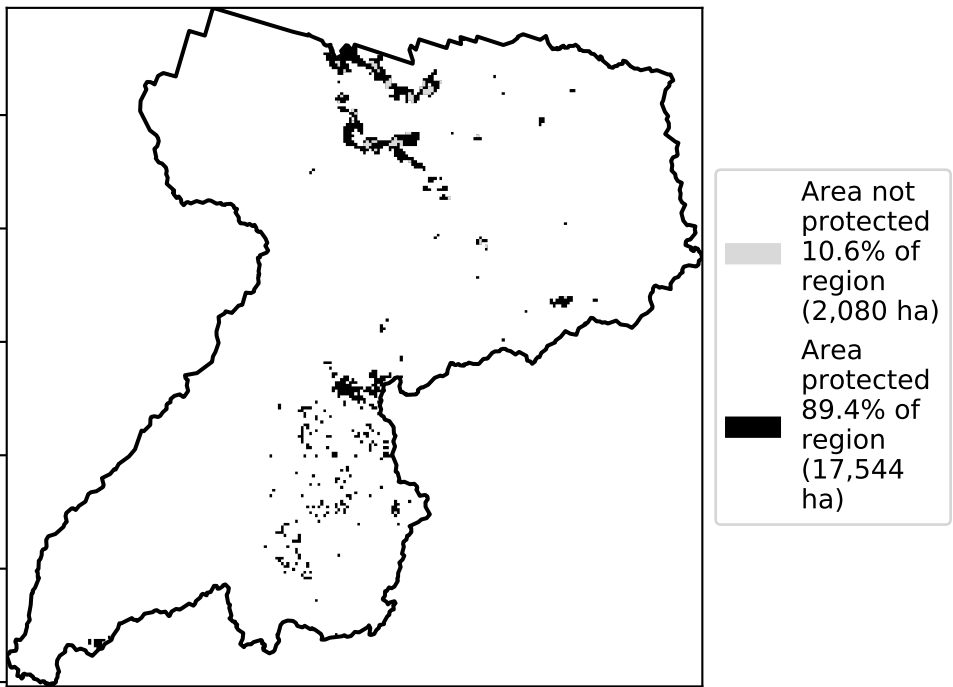 Area not
protected
10.6% of
region
(2,080 ha)
Area
protected
89.4% of
region
(17,544
ha)